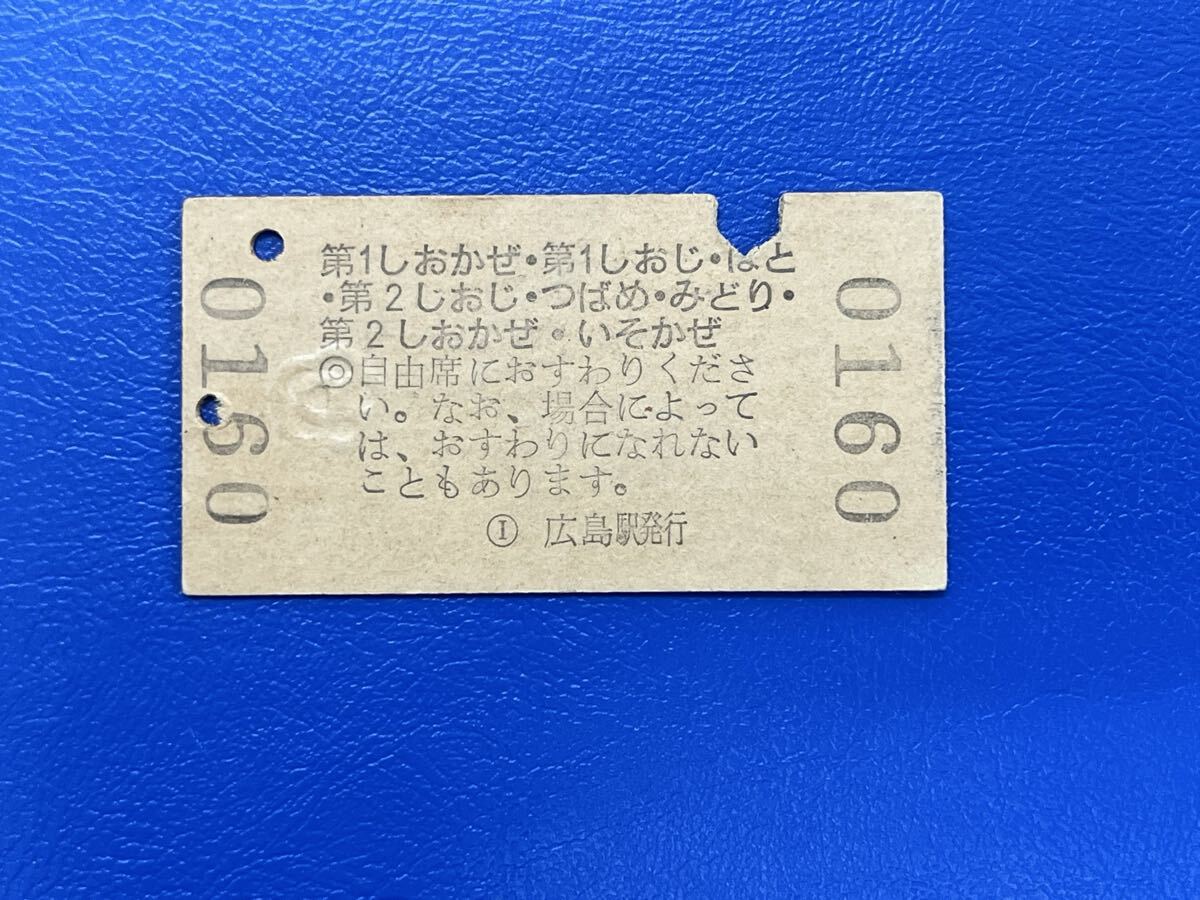 第1しおかぜ・第1しおじ・はと
・第2しおじ・つばめ・みどり・
第2しおかぜ・いそかぜ
◎自由席におすわりくださ
い。なお、場合によって
は、おすわりになれない
こともあります。
① 広島駅発行
0160
0160